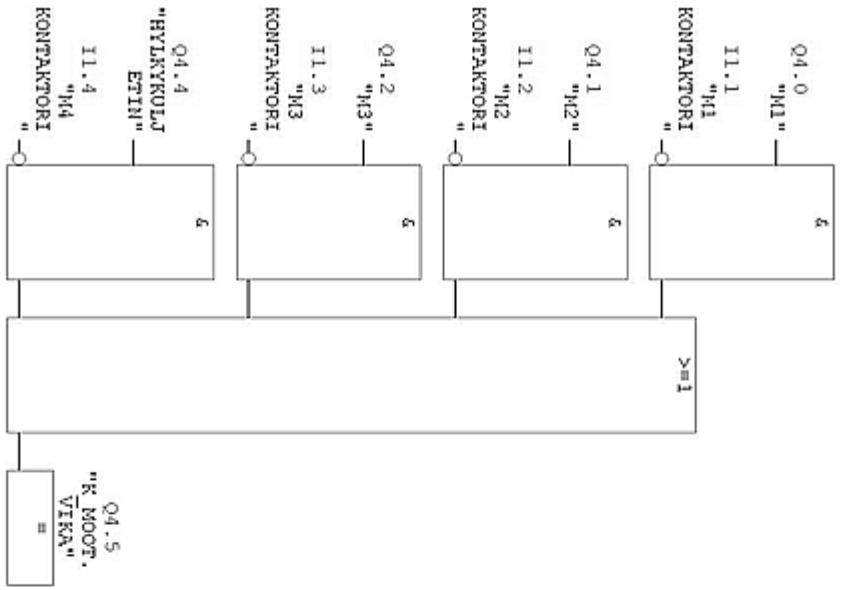 &
Q4.0
"M1"
I1.1
"M1
KONTAKTORI
"
>=1
&
Q4.1
"M2"
I1.2
"M2
KONTAKTORI
"
&
Q4.2
"M3"
I1.3
"M3
KONTAKTORI
"
&
Q4.4
"HYLKYKULJ
ETIN"
I1.4
"M4
KONTAKTORI
"
Q4.5
"K_MOOT.
VIKA"
=